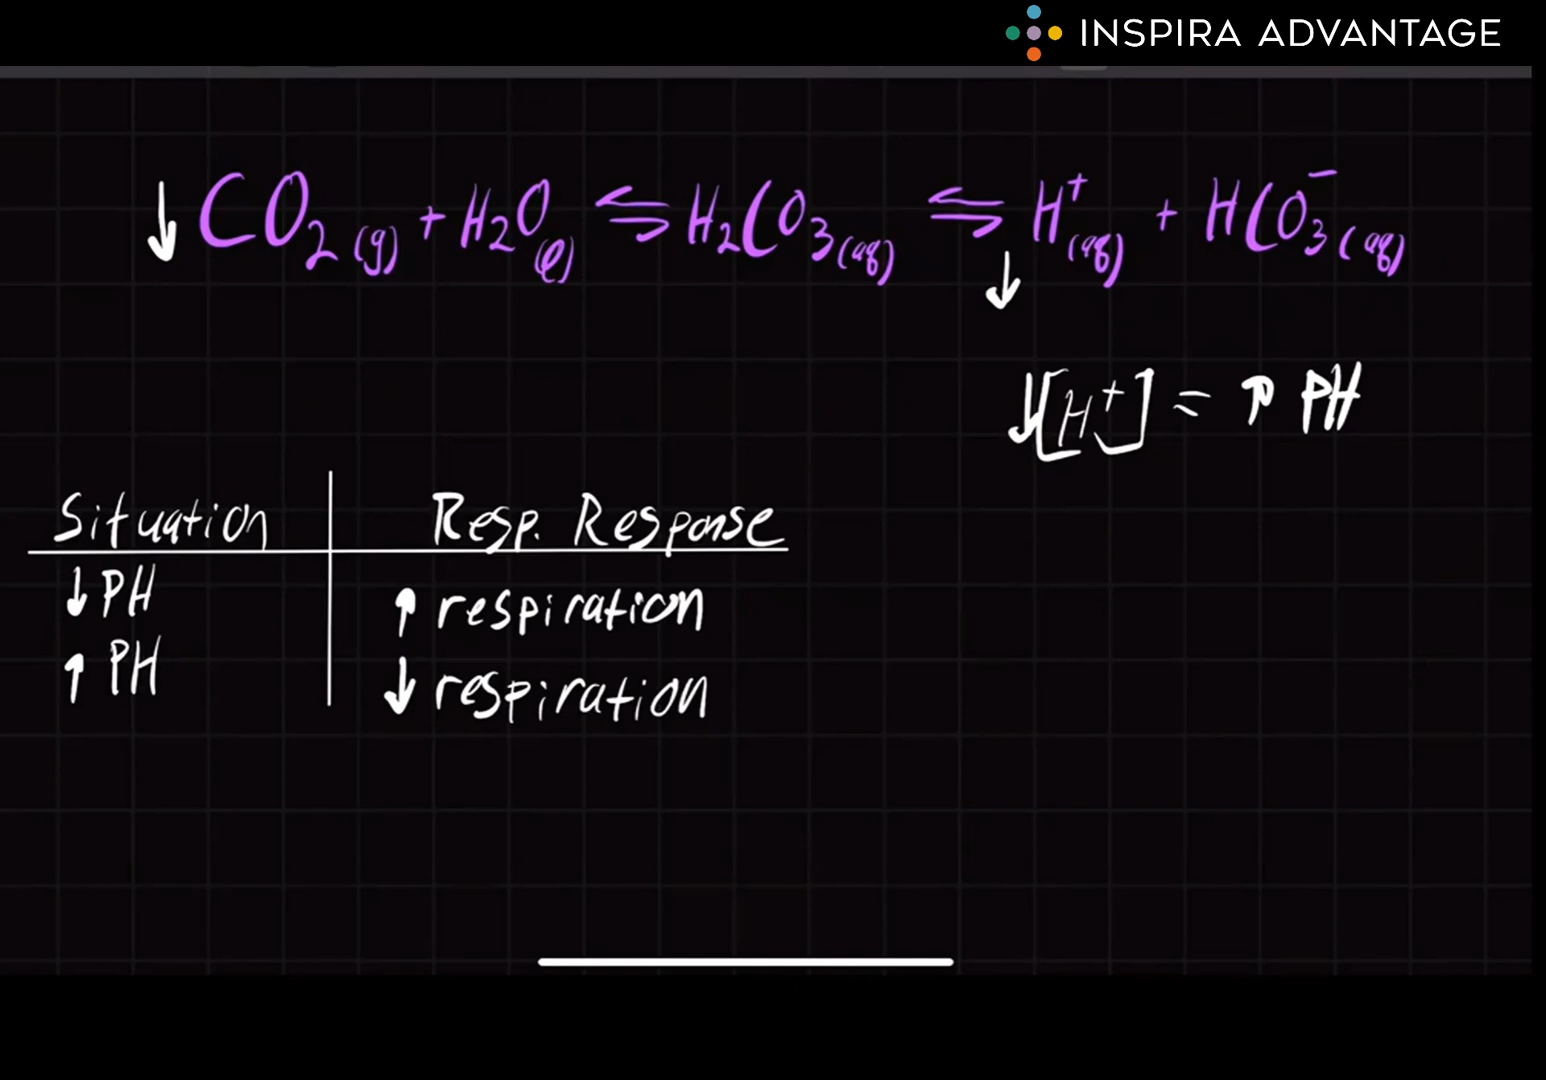 INSPIRA ADVANTAGE
↓ CO₂(g) + H₂O(l) ⇌ H₂CO₃(aq) ⇌ H⁺(aq) + HCO₃⁻(aq)
↓
↓[H⁺] = ↑ PH
Situation | Resp. Response
↓ PH | ↑ respiration
↑ PH | ↓ respiration